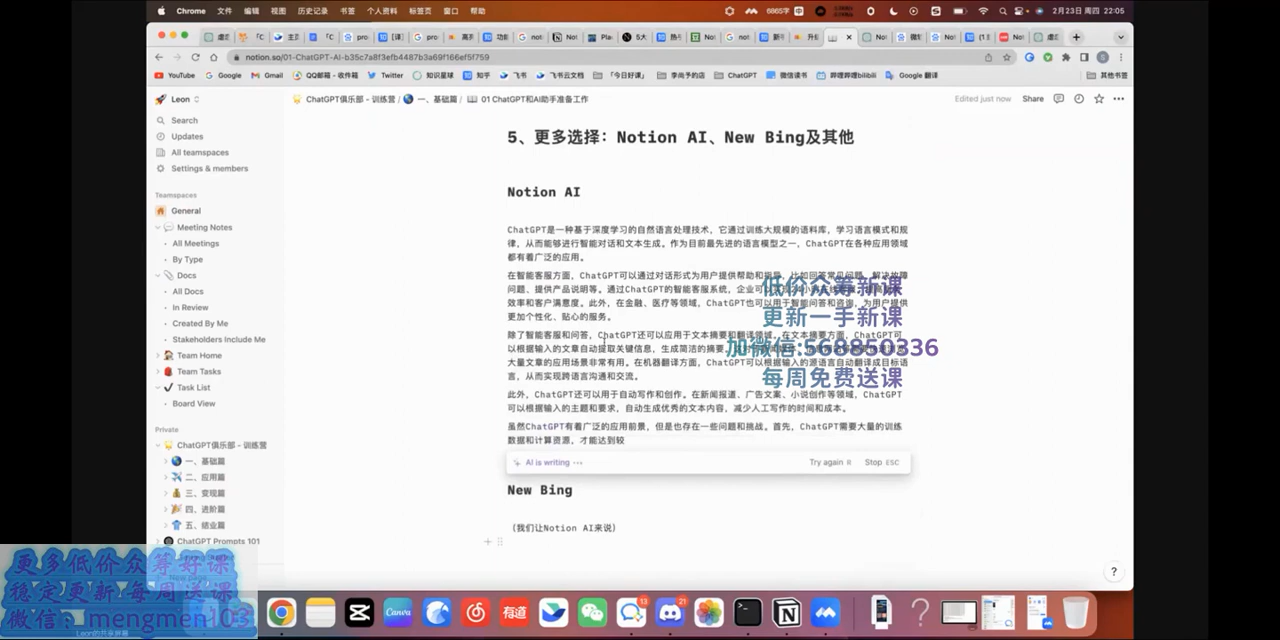 Chrome 文件 编辑 视图 历史记录 书签 个人资料 标签页 窗口 帮助
6865字 2月23日 周四 22:05
notion.so/01-ChatGPT-AI-b35c7a8f3efb4487b3a69f166ef5f759
YouTube Google Gmail QQ邮箱 - 收件箱 Twitter 知识星球 知乎 飞书 飞书云文档 「今日好课」 李尚予的店 ChatGPT 微信读书 哔哩哔哩bilibili Google 翻译 其他书签
Leon
ChatGPT俱乐部 - 训练营 / 一、基础篇 / 01 ChatGPT和AI助手准备工作
Edited just now Share
Search
Updates
All teamspaces
Settings & members
Teamspaces
General
Meeting Notes
All Meetings
By Type
Docs
All Docs
In Review
Created By Me
Stakeholders Include Me
Team Home
Team Tasks
Task List
Board View
Private
ChatGPT俱乐部 - 训练营
一、基础篇
二、应用篇
三、变现篇
四、进阶篇
五、结业篇
ChatGPT Prompts 101
5、更多选择: Notion AI、New Bing及其他
Notion AI
ChatGPT是一种基于深度学习的自然语言处理技术，它通过训练大规模的语料库，学习语言模式和规
律，从而能够进行智能对话和文本生成。作为目前最先进的语言模型之一，ChatGPT在各种应用领域
都有着广泛的应用。
在智能客服方面，ChatGPT可以通过对话形式为用户提供帮助和指导，比如回答常见问题、解决故障
问题、提供产品说明等。通过ChatGPT的智能客服系统，企业可以
效率和客户满意度。此外，在金融、医疗等领域，ChatGPT也可以用于智能问答和咨询，为用户提供
更加个性化、贴心的服务。
除了智能客服和问答，ChatGPT还可以应用于文本摘要和翻译领域。在文本摘要方面，ChatGPT可
以根据输入的文章自动提取关键信息，生成简洁的摘要，
大量文章的应用场景非常有用。在机器翻译方面，ChatGPT可以根据输入的源语言自动翻译成目标语
言，从而实现跨语言沟通和交流。
此外，ChatGPT还可以用于自动写作和创作。在新闻报道、广告文案、小说创作等领域，ChatGPT
可以根据输入的主题和要求，自动生成优秀的文本内容，减少人工写作的时间和成本。
虽然ChatGPT有着广泛的应用前景，但是也存在一些问题和挑战。首先，ChatGPT需要大量的训练
数据和计算资源，才能达到较
AI is writing ••• Try again R Stop ESC
New Bing
(我们让Notion AI来说)
?
低价众筹新课
更新一手新课
加微信:568850336
每周免费送课
更多低价众筹好课
稳定更新 每周送课
微信: mengmen103
Leon的共享屏幕
Canva
有道
13
21